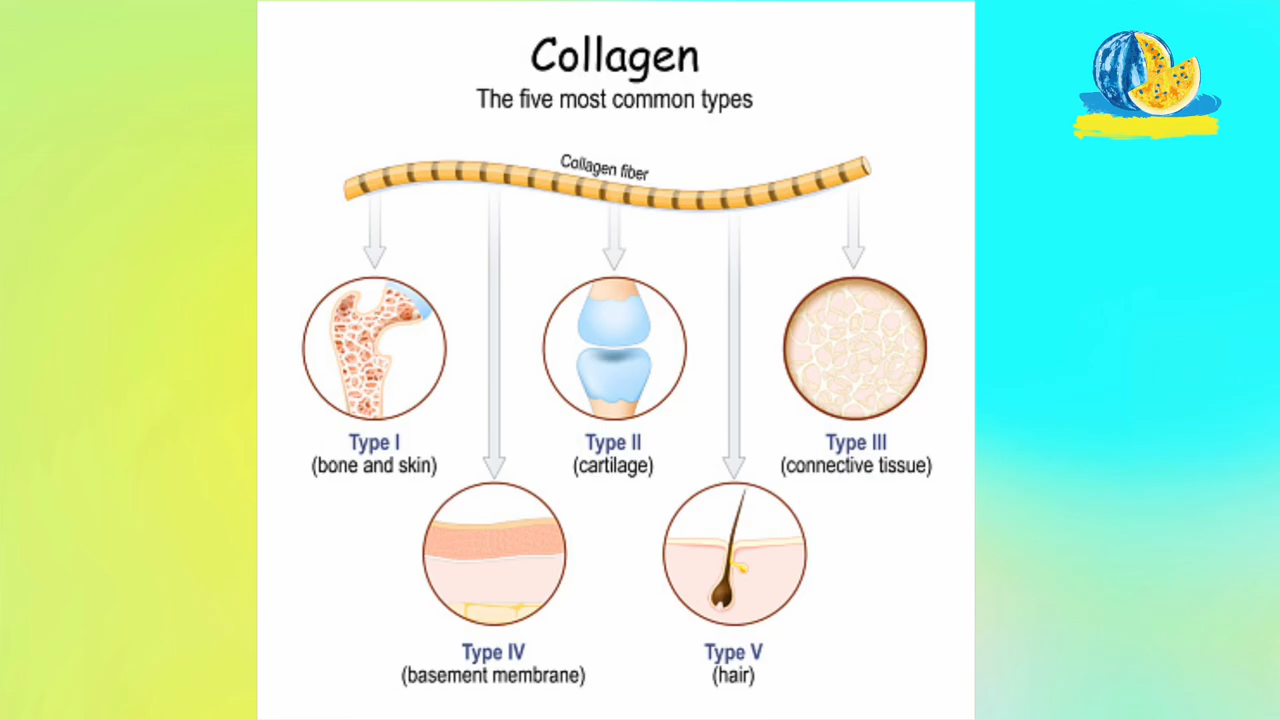 Collagen
The five most common types
Collagen fiber
Type I
(bone and skin)
Type II
(cartilage)
Type III
(connective tissue)
Type IV
(basement membrane)
Type V
(hair)